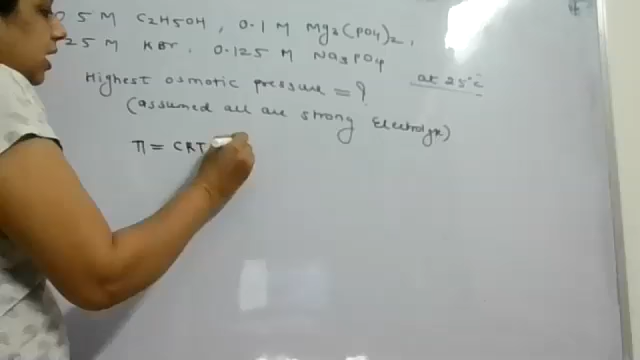 0 5 M C2H5OH, 0.1 M Mg3(PO4)2,
25 M KBr, 0.125 M Na3PO4
Highest osmotic pressure = ? at 25°C
(assumed all are strong Electrolyte)
π = CRT